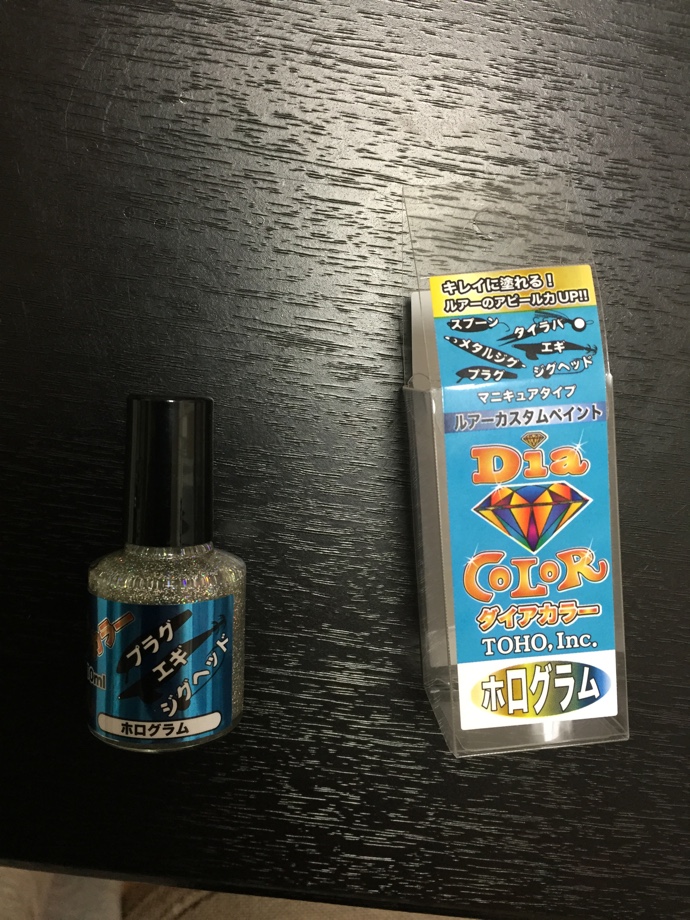 キレイに塗れる！
ルアーのアピール力UP!!
スプーン
タイラバ
メタルジグ
エギ
プラグ
ジグヘッド
マニキュアタイプ
ルアーカスタムペイント
Dia
COLOR
ダイアカラー
TOHO, Inc.
ホログラム
ラー
プラグ
エギ
ジグヘッド
0ml
ホログラム